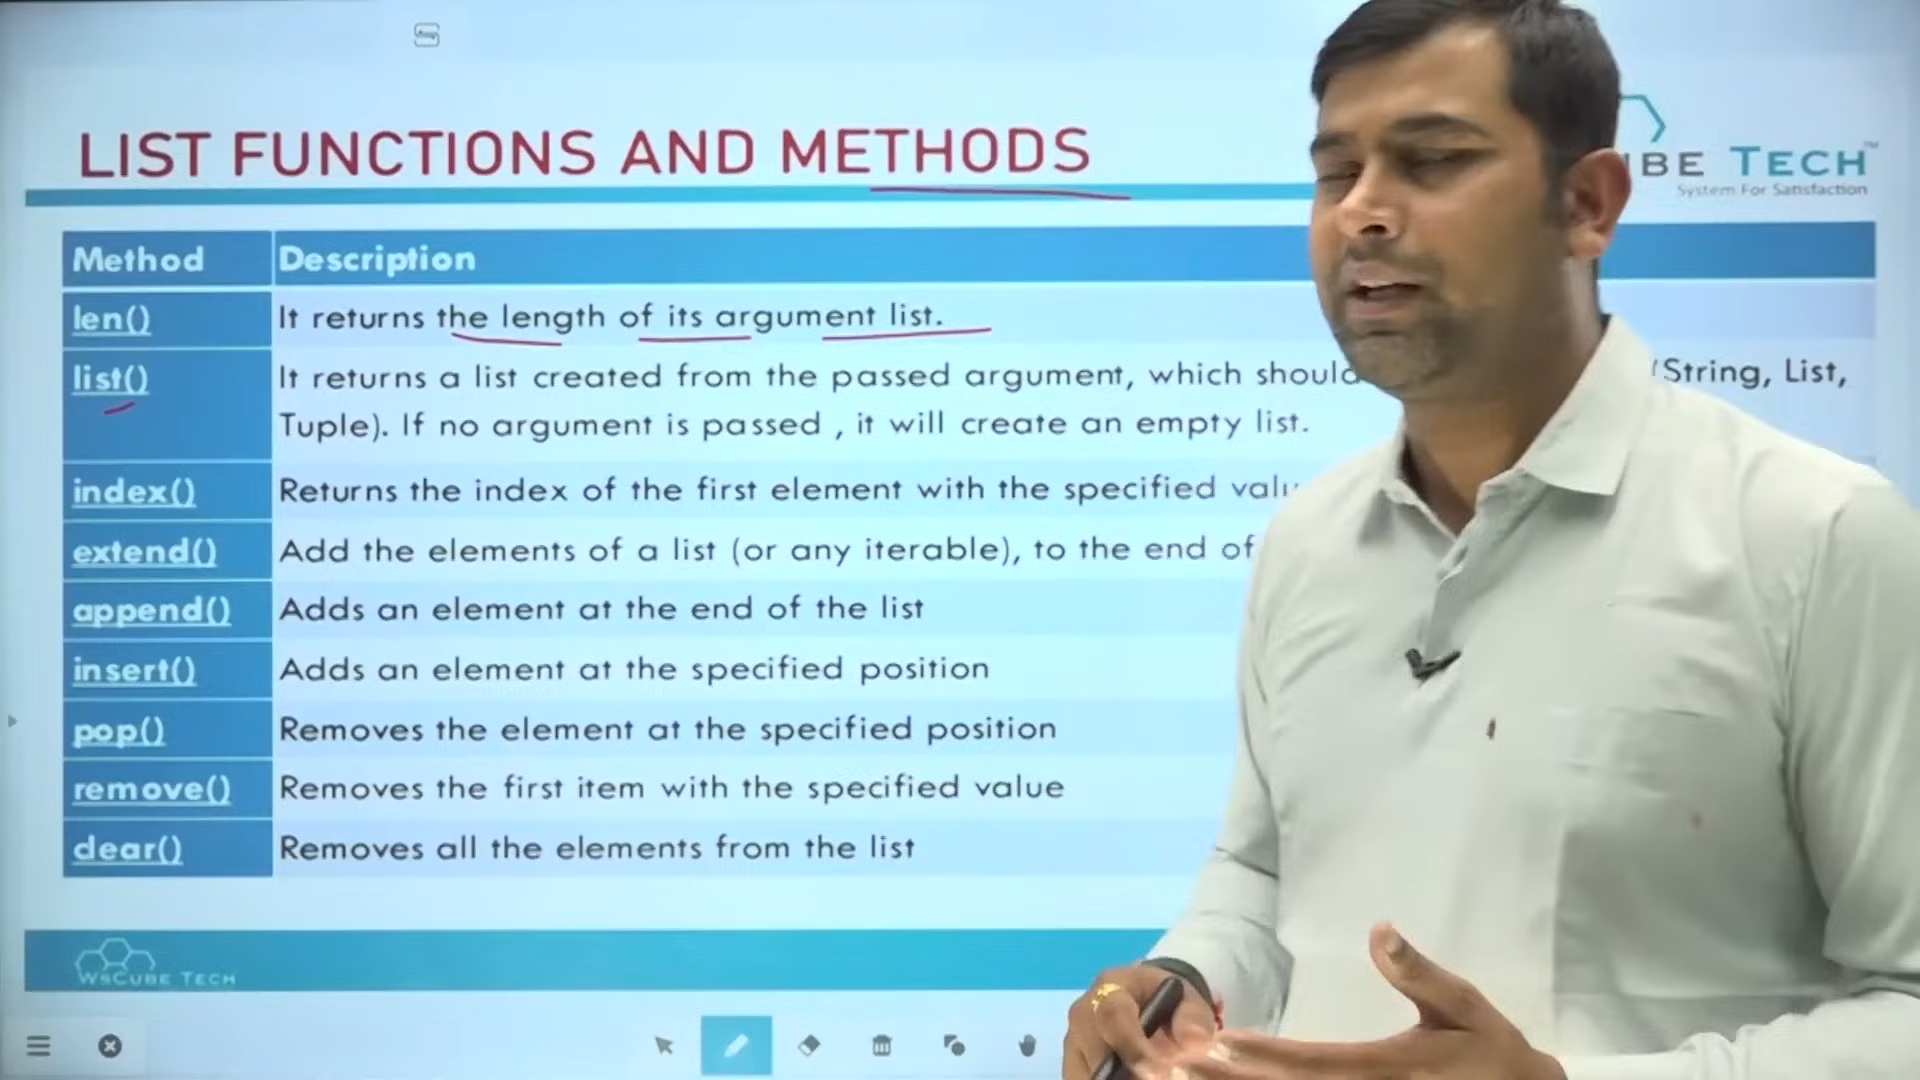 LIST FUNCTIONS AND METHODS
BE TECH™
System For Satisfaction
Method Description
len() It returns the length of its argument list.
list() It returns a list created from the passed argument, which should (String, List,
Tuple). If no argument is passed , it will create an empty list.
index() Returns the index of the first element with the specified
extend() Add the elements of a list (or any iterable), to the end of
append() Adds an element at the end of the list
insert() Adds an element at the specified position
pop() Removes the element at the specified position
remove() Removes the first item with the specified value
clear() Removes all the elements from the list
WsCube Tech